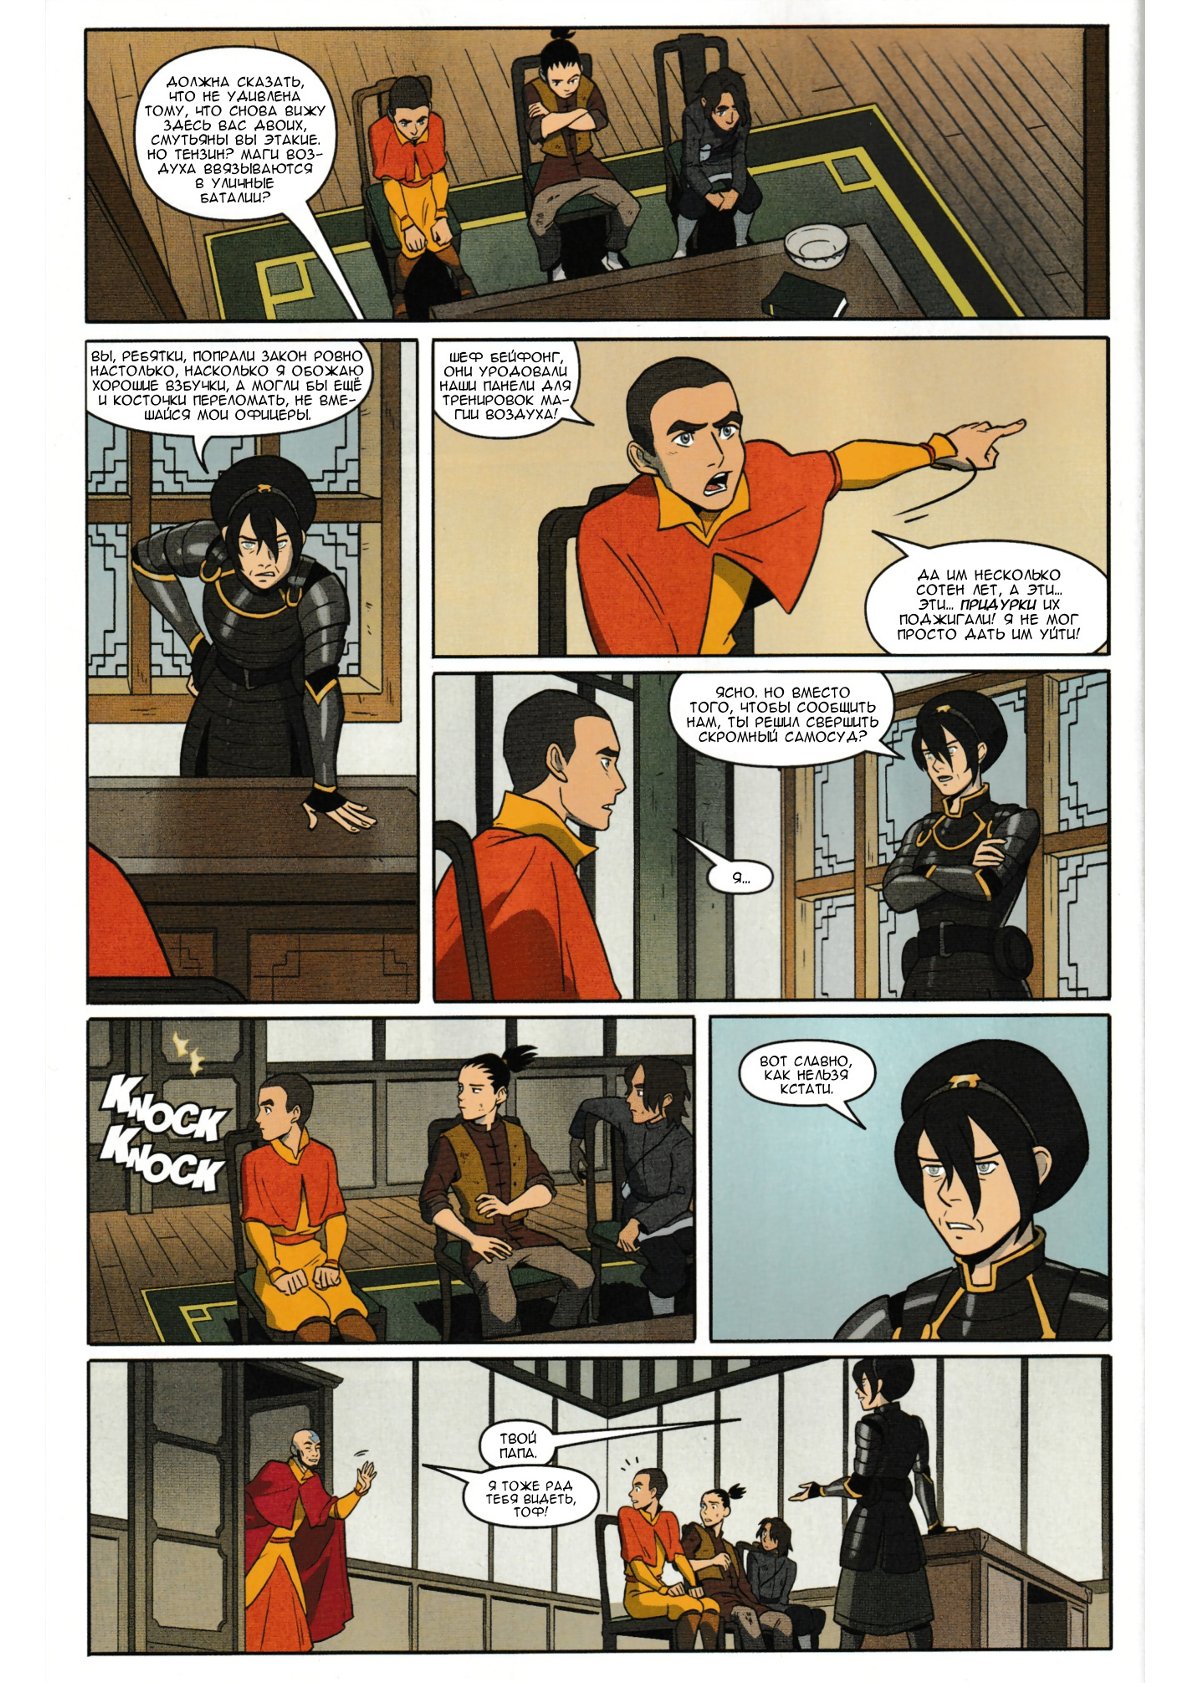 ДОЛЖНА СКАЗАТЬ,
ЧТО НЕ УДИВЛЕНА
ТОМУ, ЧТО СНОВА ВИЖУ
ЗДЕСЬ ВАС ДВОИХ,
СМУТЬЯНЫ ВЫ ЭТАКИЕ.
НО ТЕНЗИН? МАГИ ВОЗ-
ДУХА ВВЯЗЫВАЮТСЯ
В УЛИЧНЫЕ
БАТАЛИИ?
ВЫ, РЕБЯТКИ, ПОПРАЛИ ЗАКОН РОВНО
НАСТОЛЬКО, НАСКОЛЬКО Я ОБОЖАЮ
ХОРОШИЕ ВЗБУЧКИ, А МОГЛИ БЫ ЕЩЁ
И КОСТОЧКИ ПЕРЕЛОМАТЬ, НЕ ВМЕ-
ШАЙСЯ МОИ ОФИЦЕРЫ.
ШЕФ БЕЙФОНГ,
ОНИ УРОДОВАЛИ
НАШИ ПАНЕЛИ ДЛЯ
ТРЕНИРОВОК МА-
ГИИ ВОЗДУХА!
ДА ИМ НЕСКОЛЬКО
СОТЕН ЛЕТ, А ЭТИ...
ЭТИ... ПРИДУРКИ ИХ
ПОДЖИГАЛИ! Я НЕ МОГ
ПРОСТО ДАТЬ ИМ УЙТИ!
ЯСНО. НО ВМЕСТО
ТОГО, ЧТОБЫ СООБЩИТЬ
НАМ, ТЫ РЕШИЛ СВЕРШИТЬ
СКРОМНЫЙ САМОСУД?
Я...
KNOCK
KNOCK
ВОТ СЛАВНО,
КАК НЕЛЬЗЯ
КСТАТИ.
ТВОЙ
ПАПА.
Я ТОЖЕ РАД
ТЕБЯ ВИДЕТЬ,
ТОФ!